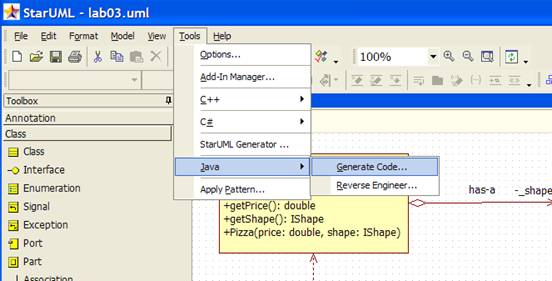 StarUML - lab03.uml
File Edit Format Model View Tools Help
100%
Options...
Add-In Manager...
C++
C#
StarUML Generator ...
Java
Apply Pattern...
Generate Code...
Reverse Engineer...
Toolbox
Annotation
Class
Class
Interface
Enumeration
Signal
Exception
Port
Part
Association
+getPrice(): double
+getShape(): IShape
+Pizza(price: double, shape: IShape)
has-a
-_shape